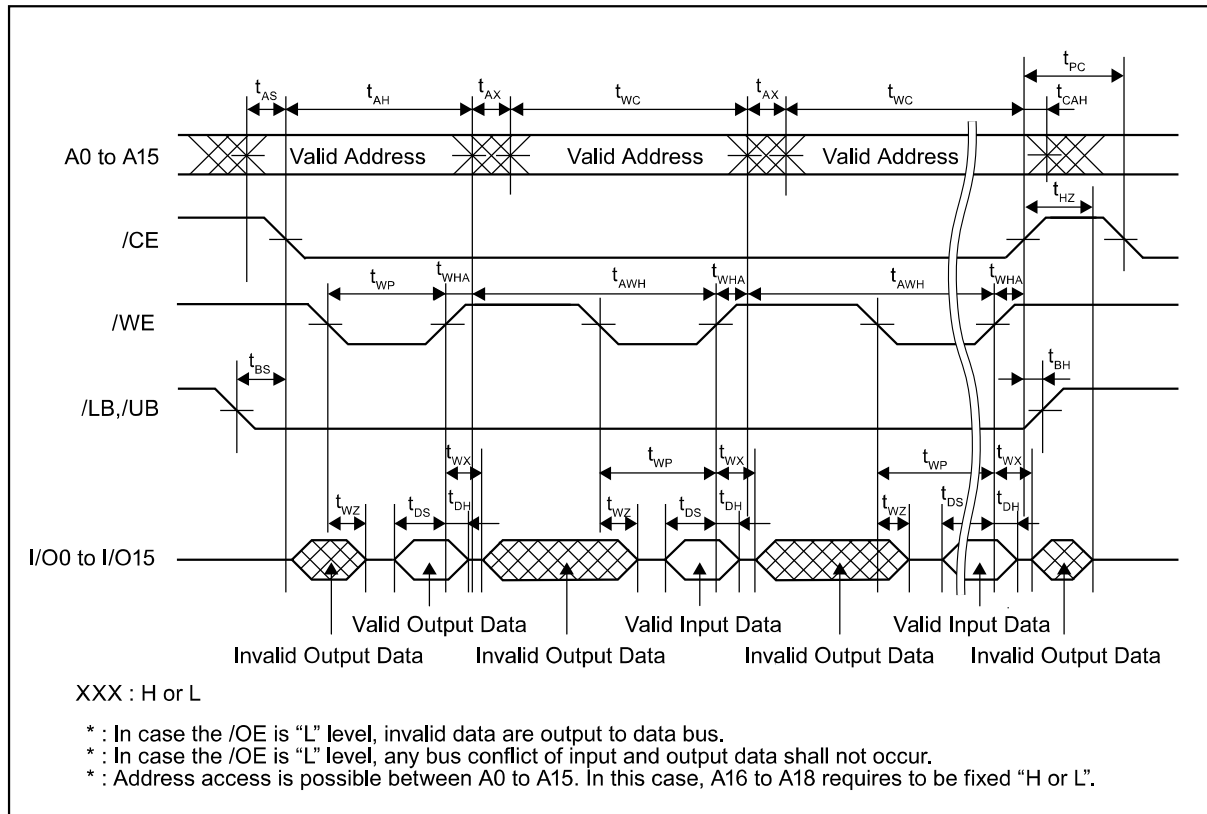 tPC
tAS tAH tAX tWC tAX tWC tCAH
A0 to A15 Valid Address Valid Address Valid Address
tHZ
/CE
tWP tWHA tAWH tWHA tAWH tWHA
/WE
tBS tBH
/LB,/UB
tWX tWP tWX tWP tWX
tWZ tDS tDH tWZ tDS tDH tWZ tDS tDH
I/O0 to I/O15
Valid Output Data Valid Input Data Valid Input Data
Invalid Output Data Invalid Output Data Invalid Output Data Invalid Output Data
XXX : H or L
* : In case the /OE is “L” level, invalid data are output to data bus.
* : In case the /OE is “L” level, any bus conflict of input and output data shall not occur.
* : Address access is possible between A0 to A15. In this case, A16 to A18 requires to be fixed “H or L”.